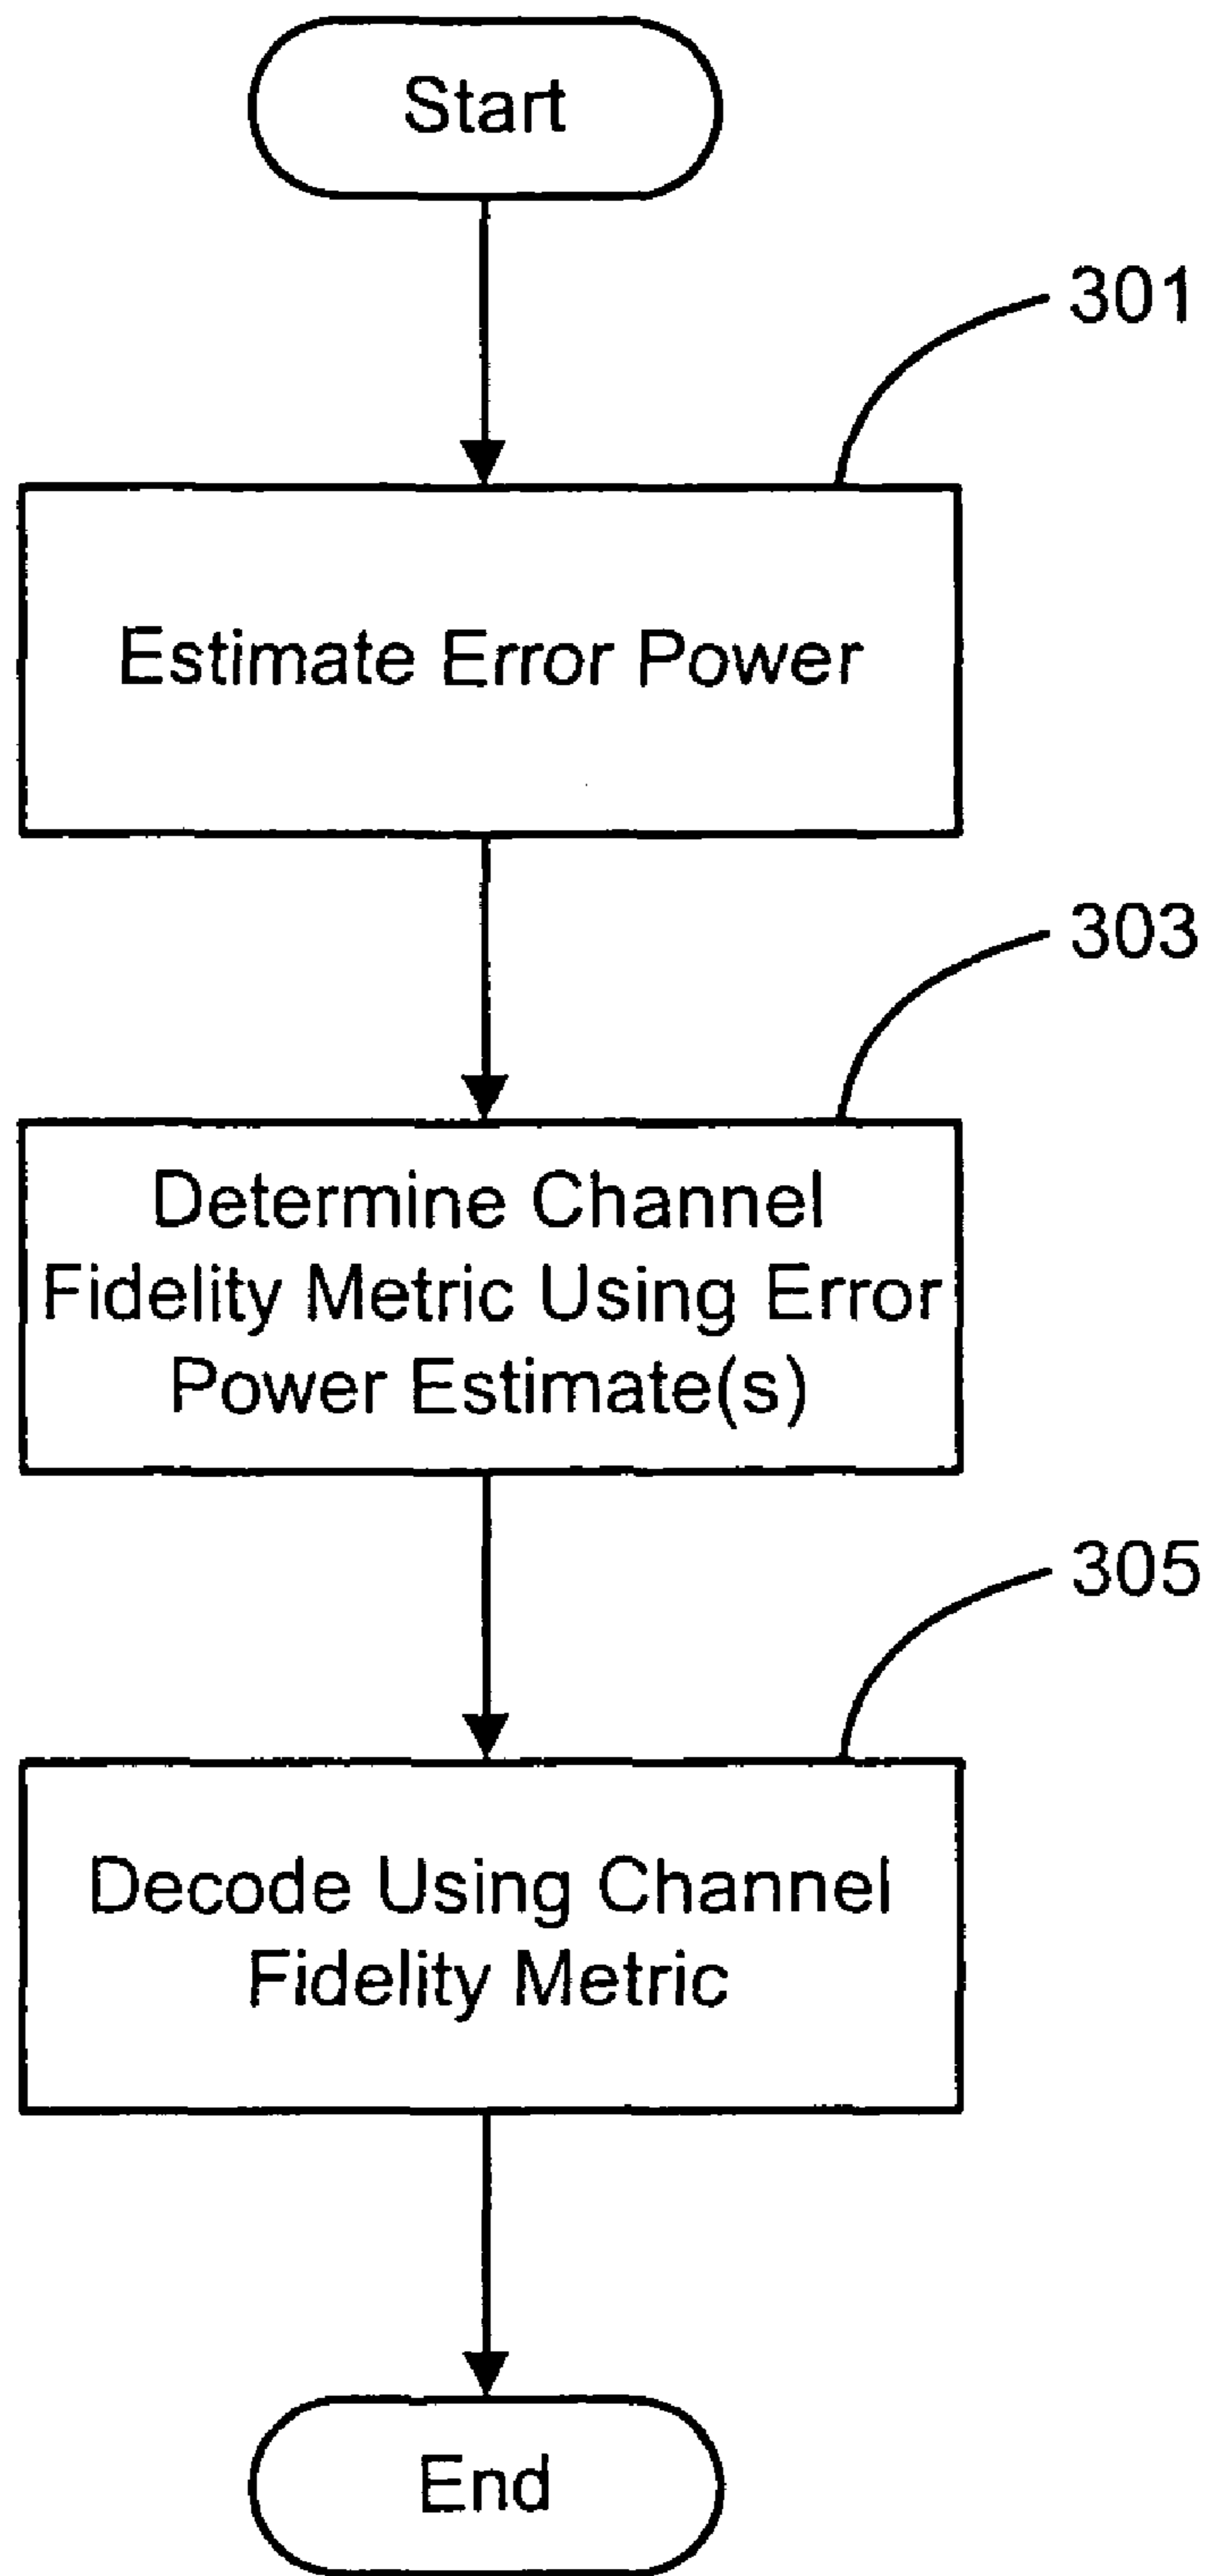 Start
301
Estimate Error Power
303
Determine Channel
Fidelity Metric Using Error
Power Estimate(s)
305
Decode Using Channel
Fidelity Metric
End